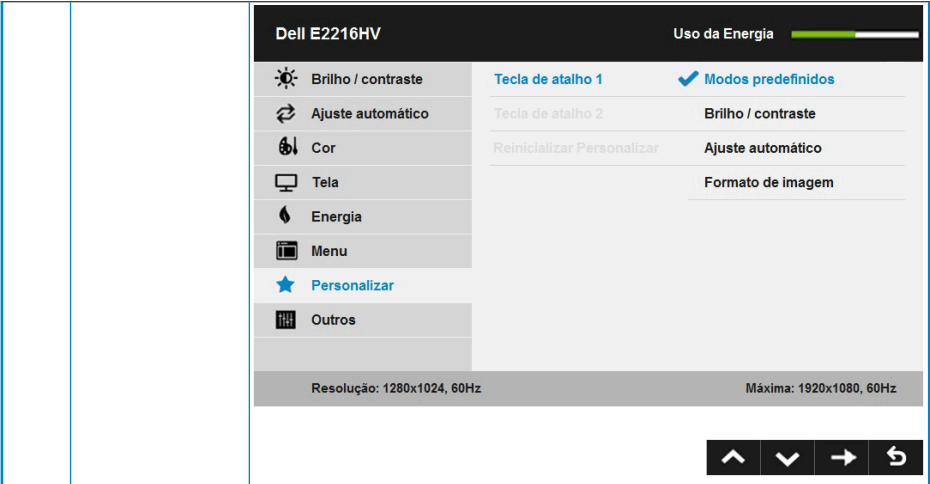 Dell E2216HV Uso da Energia
Brilho / contraste Tecla de atalho 1 Modos predefinidos
Ajuste automático Tecla de atalho 2 Brilho / contraste
Cor Reinicializar Personalizar Ajuste automático
Tela Formato de imagem
Energia
Menu
Personalizar
Outros
Resolução: 1280x1024, 60Hz Máxima: 1920x1080, 60Hz